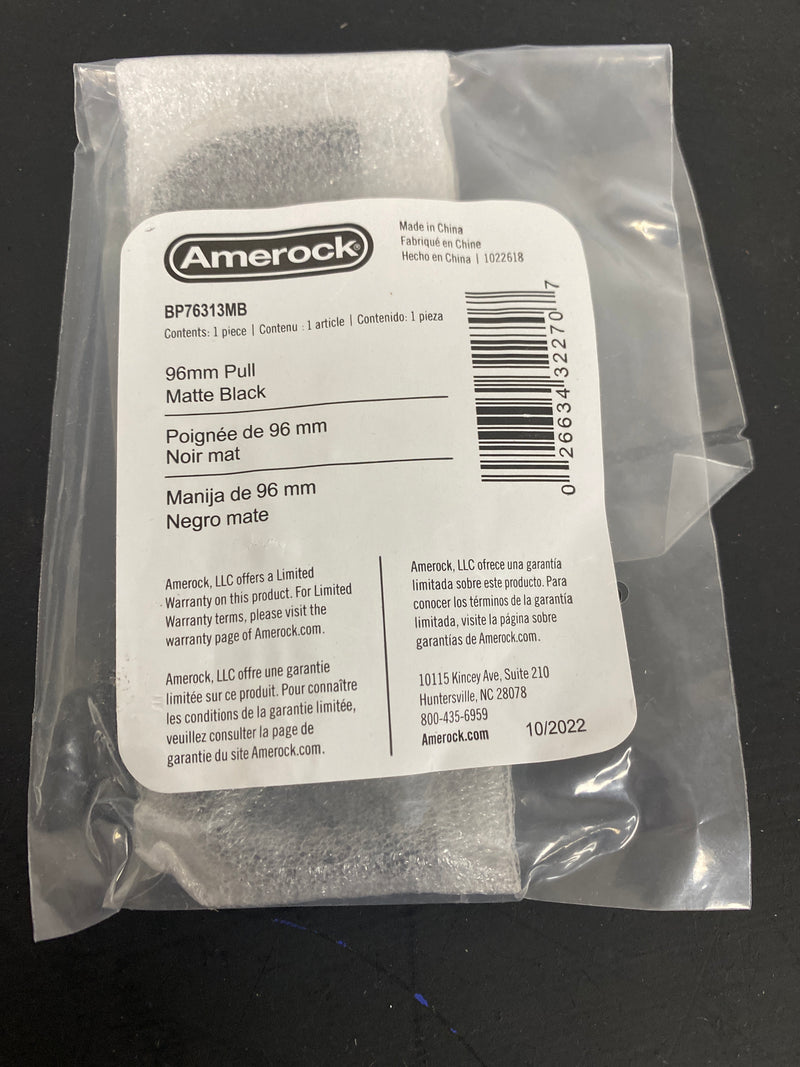 Amerock®
Made in China
Fabriqué en Chine
Hecho en China | 1022618
BP76313MB
Contents: 1 piece | Contenu : 1 article | Contenido: 1 pieza
96mm Pull
Matte Black
Poignée de 96 mm
Noir mat
Manija de 96 mm
Negro mate
0 26634 32270 7
Amerock, LLC offers a Limited
Warranty on this product. For Limited
Warranty terms, please visit the
warranty page of Amerock.com.
Amerock, LLC offre une garantie
limitée sur ce produit. Pour connaître
les conditions de la garantie limitée,
veuillez consulter la page de
garantie du site Amerock.com.
Amerock, LLC ofrece una garantía
limitada sobre este producto. Para
conocer los términos de la garantía
limitada, visite la página sobre
garantías de Amerock.com.
10115 Kincey Ave, Suite 210
Huntersville, NC 28078
800-435-6959
Amerock.com 10/2022